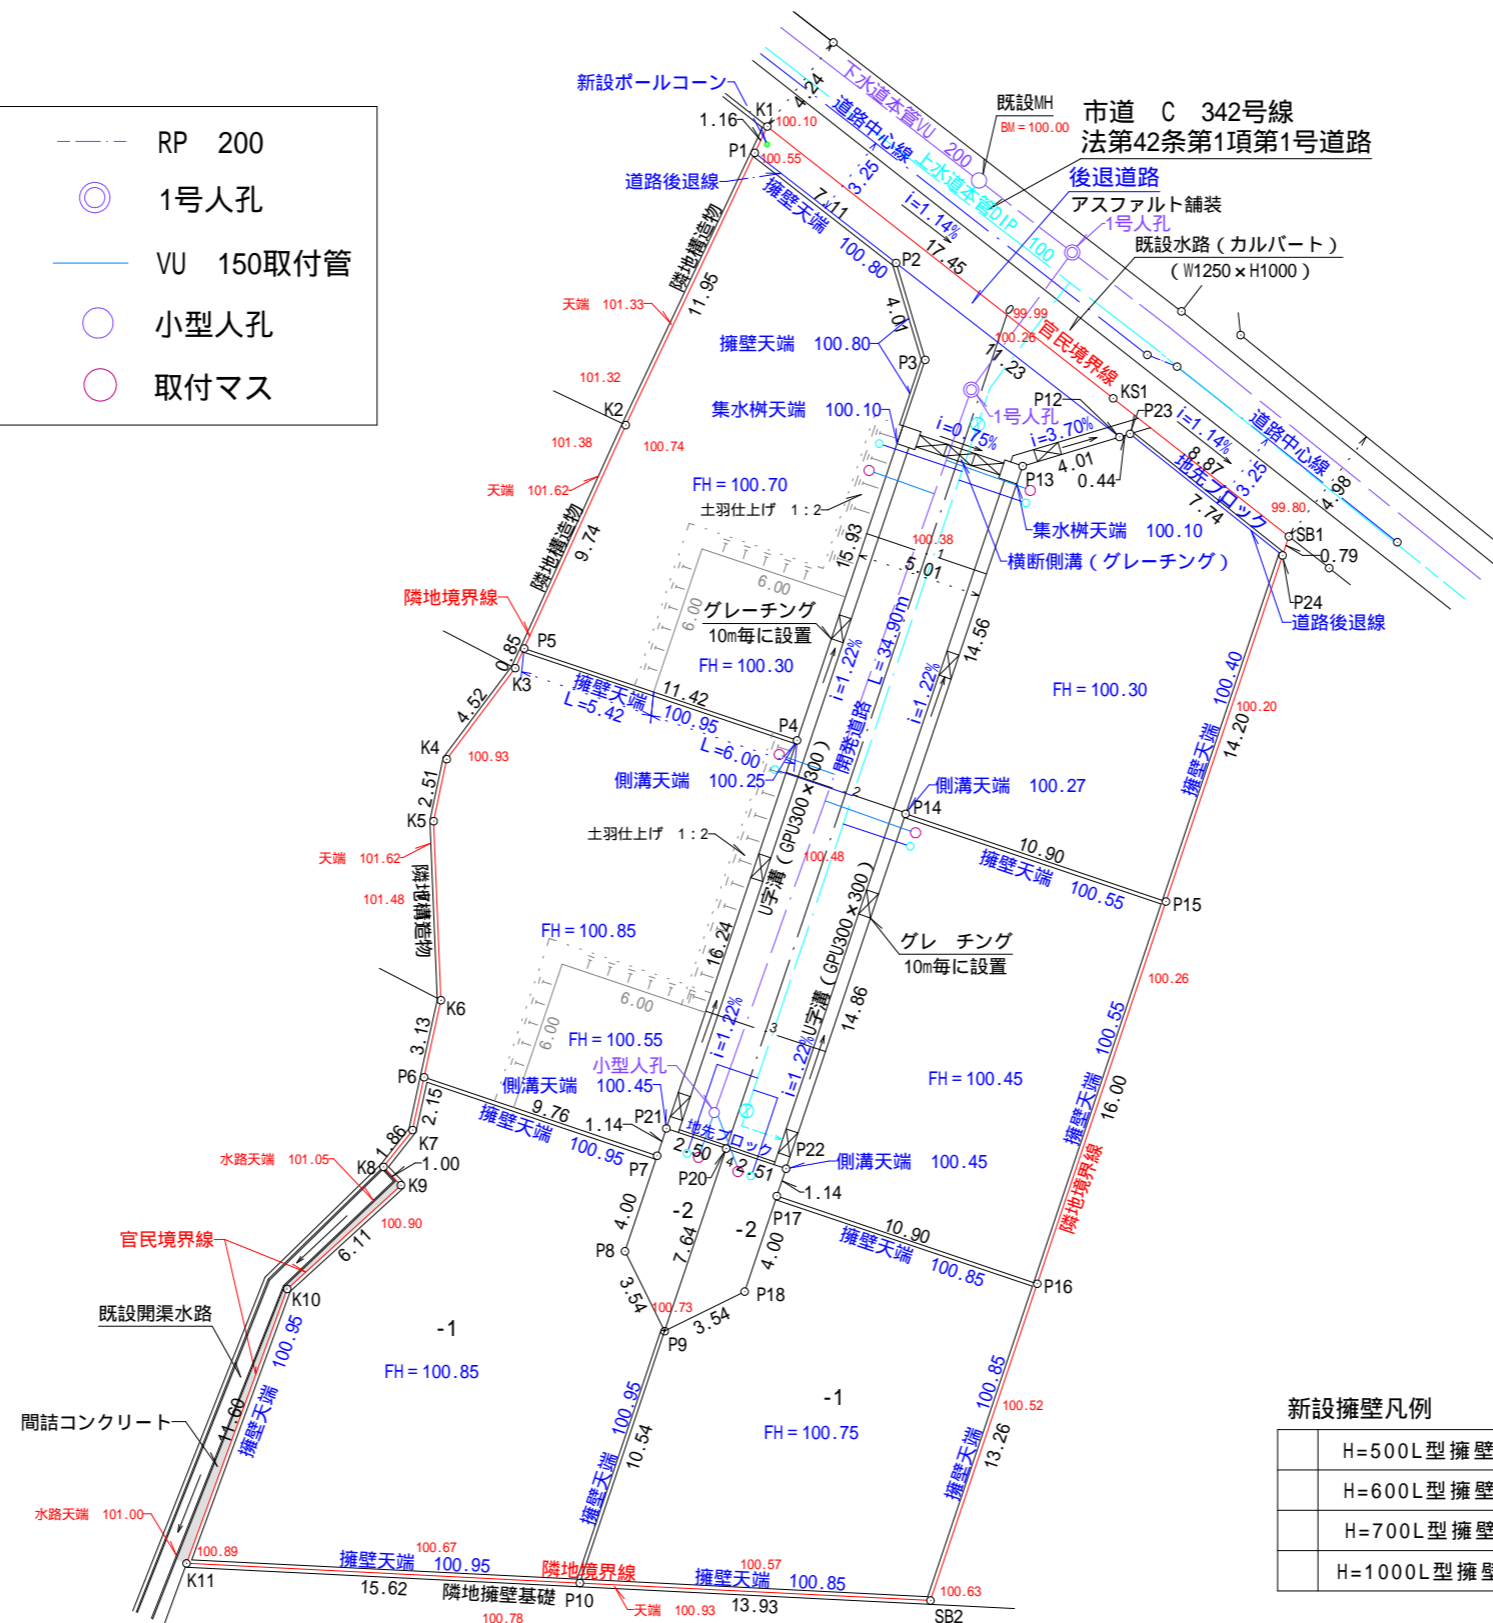 RP 200
1号人孔
VU 150取付管
小型人孔
取付マス
新設ポールコーン
K1
100.10
1.16
P1
100.55
道路後退線
4.24
下水道本管VU 200
道路中心線
上水道本管DIP 100
3.25
既設MH
BM=100.00
市道 C 342号線
法第42条第1項第1号道路
後退道路
アスファルト舗装
1号人孔
既設水路(カルバート)
(W1250×H1000)
7.11
擁壁天端 100.80
i=1.14%
17.45
隣地構造物
11.95
天端 101.33
P2
4.01
擁壁天端 100.80
P3
99.99
100.26
官民境界線
11.23
KS1
P12
P23
1号人孔
集水桝天端 100.10
i=0.75%
i=3.70%
4.01
0.44
P13
i=1.14%
道路中心線
8.87
3.25
4.98
地先ブロック
7.74
99.80
SB1
0.79
P24
道路後退線
101.32
K2
101.38
100.74
天端 101.62
FH=100.70
土羽仕上げ 1:2
隣地構造物
9.74
15.93
100.38
1
5.01
集水桝天端 100.10
横断側溝(グレーチング)
6.00
6.00
隣地境界線
グレーチング
10m毎に設置
FH=100.30
P5
0.85
K3
14.56
i=1.22%
L=34.90m
開発道路
i=1.22%
FH=100.30
擁壁天端 100.40
100.20
14.20
11.42
擁壁天端 100.95
L=5.42
L=6.00
P4
4.52
K4
100.93
側溝天端 100.25
2
P14
側溝天端 100.27
2.51
K5
天端 101.62
101.48
隣地構造物
土羽仕上げ 1:2
U字溝(GPU300×300)
100.48
10.90
擁壁天端 100.55
P15
FH=100.85
16.24
グレ チング
10m毎に設置
U字溝(GPU300×300)
14.86
100.26
6.00
6.00
K6
3.13
FH=100.55
小型人孔
i=1.22%
3
i=1.22%
FH=100.45
擁壁天端 100.55
16.00
P6
2.15
側溝天端 100.45
9.76
擁壁天端 100.95
1.14
P21
地先ブロック
2.50
P20
4
2.51
P22
側溝天端 100.45
K7
1.86
K8
1.00
K9
水路天端 101.05
100.90
P7
1.14
P17
隣地境界線
官民境界線
6.11
4.00
-2
-2
7.64
4.00
10.90
擁壁天端 100.85
P8
3.54
100.73
P18
3.54
P9
P16
K10
既設開渠水路
擁壁天端 100.95
-1
FH=100.85
擁壁天端 100.95
10.54
-1
FH=100.75
擁壁天端 100.85
100.52
13.26
間詰コンクリート
11.60
水路天端 101.00
100.89
K11
100.67
擁壁天端 100.95
15.62
隣地擁壁基礎
100.78
隣地境界線
P10
100.57
擁壁天端 100.85
天端 100.93
13.93
100.63
SB2
新設擁壁凡例
H=500L型擁壁
H=600L型擁壁
H=700L型擁壁
H=1000L型擁壁